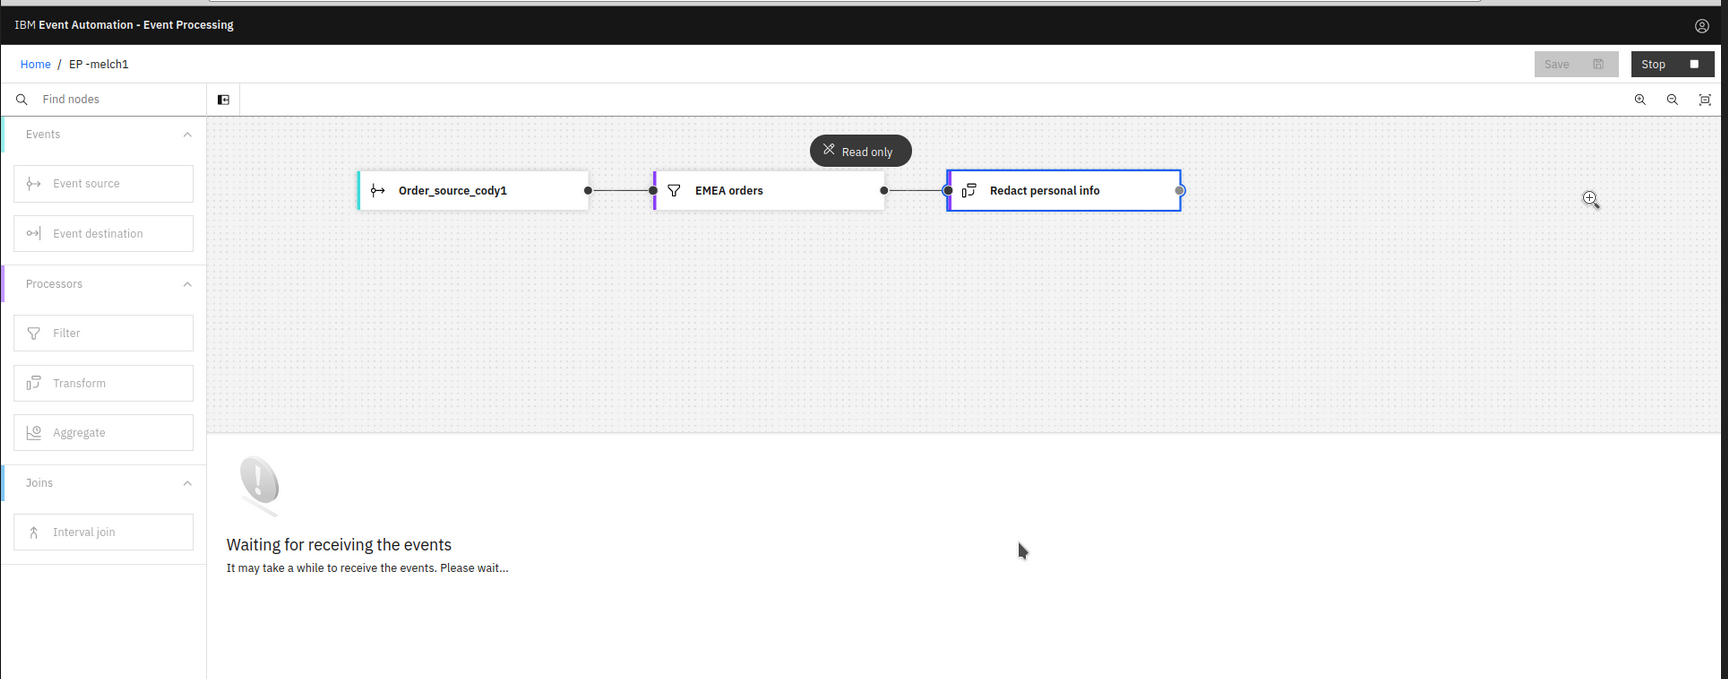 IBM Event Automation - Event Processing
Home / EP -melch1
Save
Stop
Find nodes
Events
Event source
Event destination
Processors
Filter
Transform
Aggregate
Joins
Interval join
Read only
Order_source_cody1
EMEA orders
Redact personal info
Waiting for receiving the events
It may take a while to receive the events. Please wait...